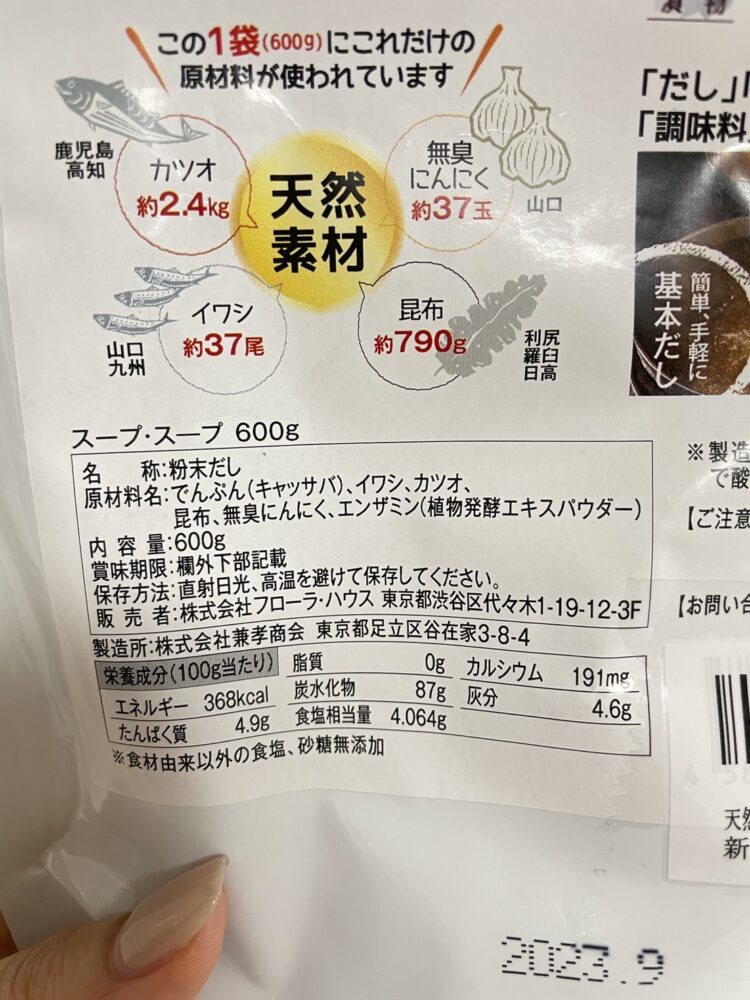 この1袋(600g)にこれだけの
原材料が使われています
鹿児島
高知
カツオ
約2.4kg
天然
素材
無臭
にんにく
約37玉
山口
イワシ
約37尾
山口
九州
昆布
約790g
利尻
羅臼
日高
漬物
「だし」
「調味料
簡単、手軽に
基本だし
スープ・スープ 600g
名　　称:粉末だし
原材料名:でんぷん(キャッサバ)、イワシ、カツオ、
昆布、無臭にんにく、エンザミン(植物発酵エキスパウダー)
内 容 量:600g
賞味期限:欄外下部記載
保存方法:直射日光、高温を避けて保存してください。
販 売 者:株式会社フローラ・ハウス 東京都渋谷区代々木1-19-12-3F
製造所:株式会社兼孝商会 東京都足立区谷在家3-8-4
栄養成分(100g当たり) 脂質 0g カルシウム 191mg
エネルギー 368kcal 炭水化物 87g 灰分 4.6g
たんぱく質 4.9g 食塩相当量 4.064g
※食材由来以外の食塩、砂糖無添加
※製造
で酸
【ご注意
【お問い合
天然
新
2023.9